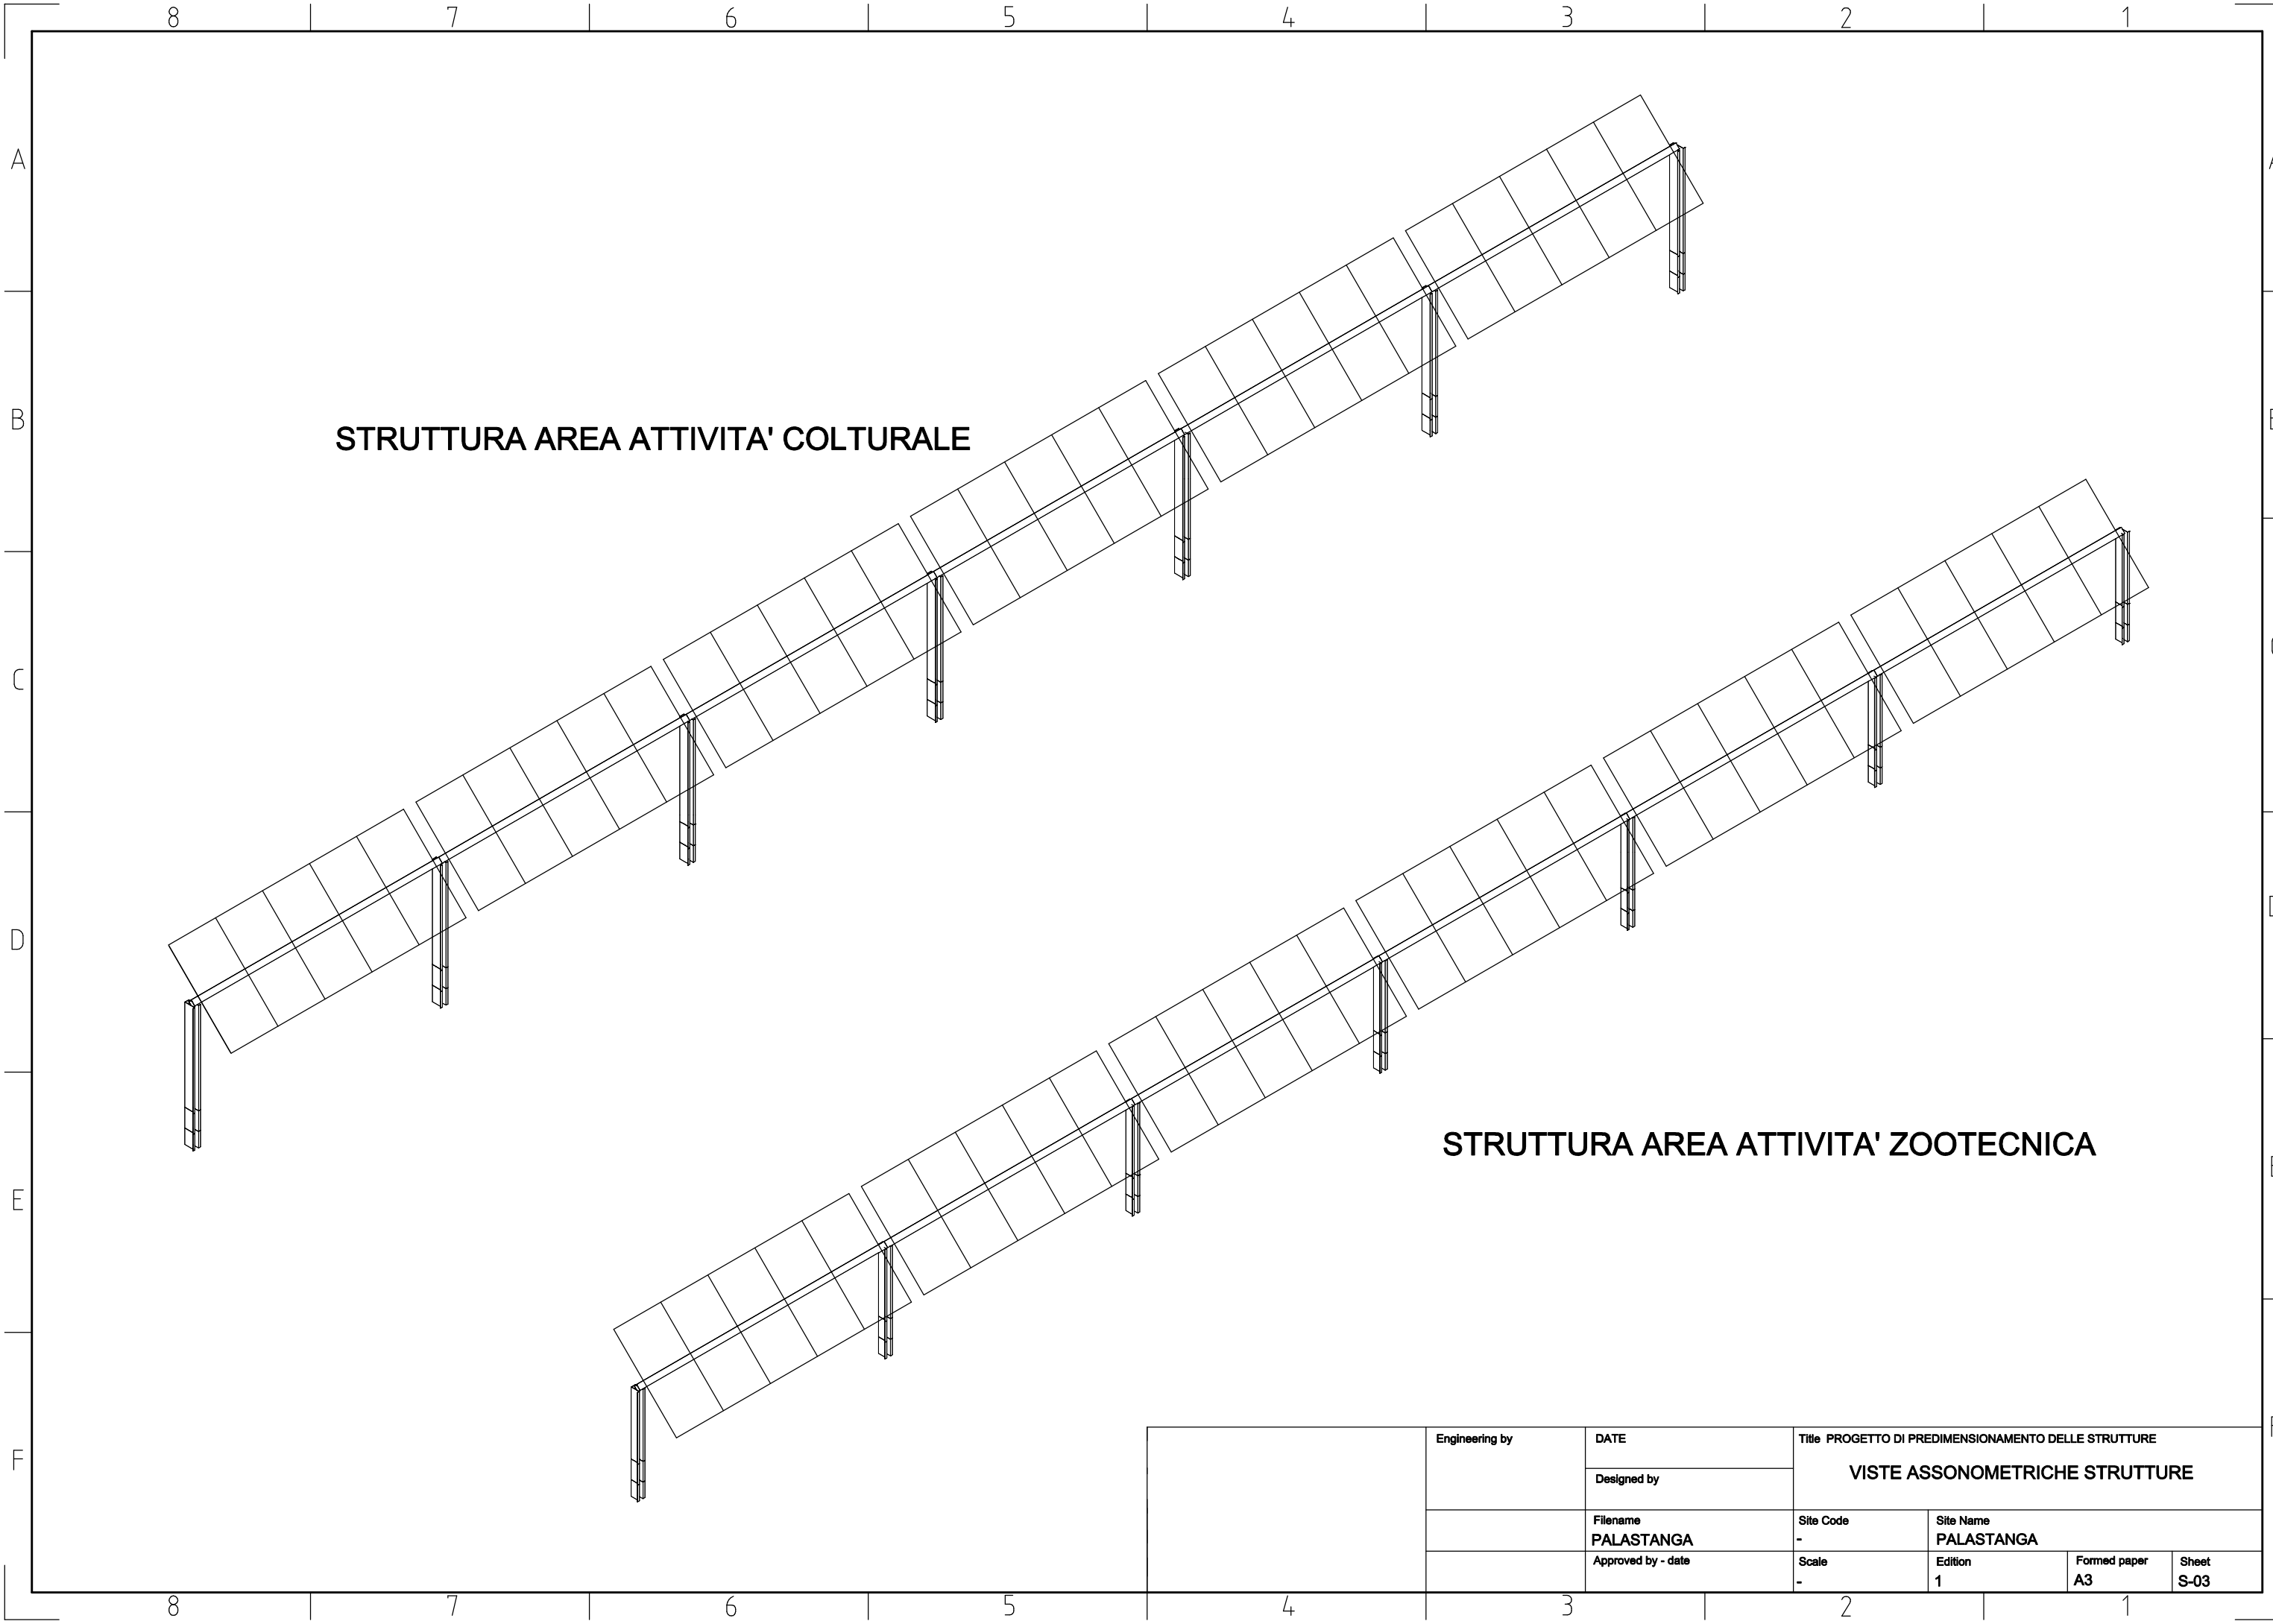 8 7 6 5 4 3 2 1
A
B
STRUTTURA AREA ATTIVITA' COLTURALE
C
D
STRUTTURA AREA ATTIVITA' ZOOTECNICA
E
F
Engineering by
DATE
Title PROGETTO DI PREDIMENSIONAMENTO DELLE STRUTTURE
VISTE ASSONOMETRICHE STRUTTURE
Designed by
Filename
PALASTANGA
Site Code
-
Site Name
PALASTANGA
Approved by - date
Scale
-
Edition
1
Formed paper
A3
Sheet
S-03
8 7 6 5 4 3 2 1